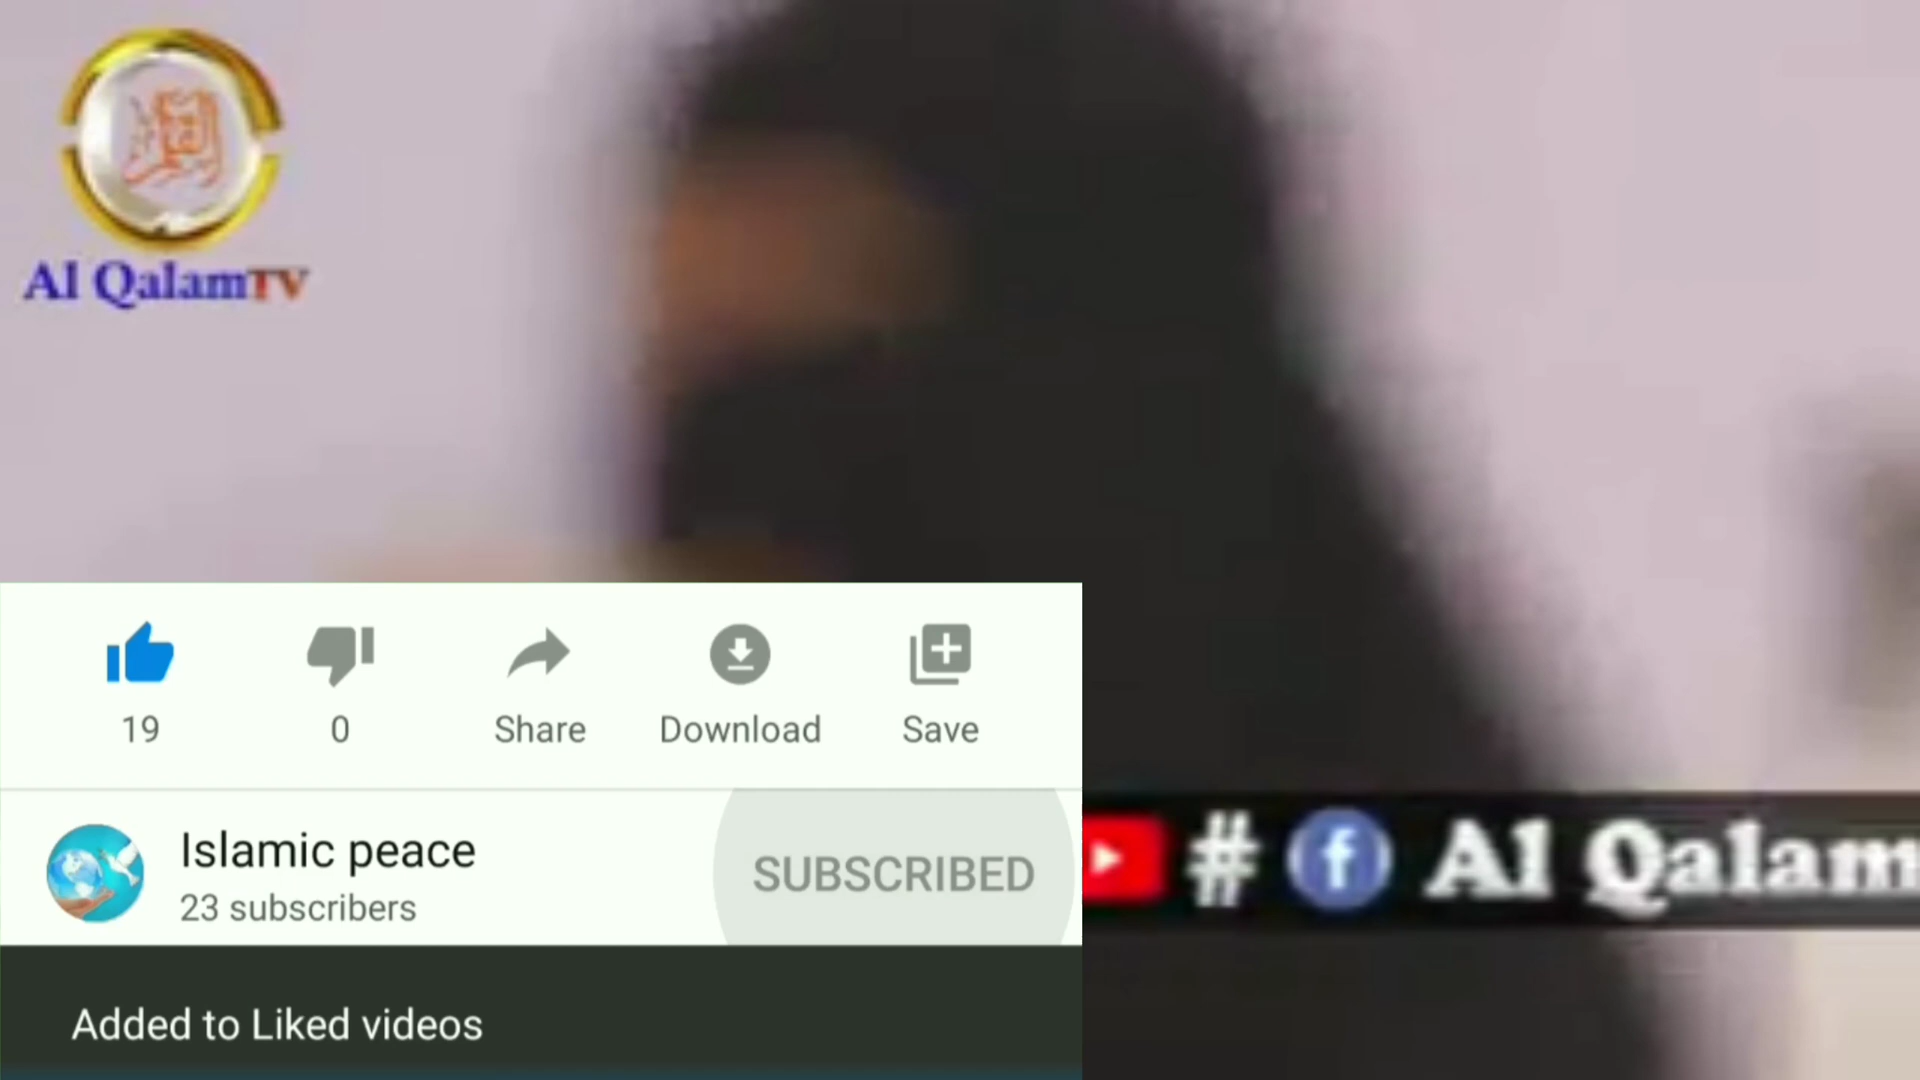 Al QalamTV
19
0
Share
Download
Save
Islamic peace
23 subscribers
SUBSCRIBED
# f Al Qalam
Added to Liked videos